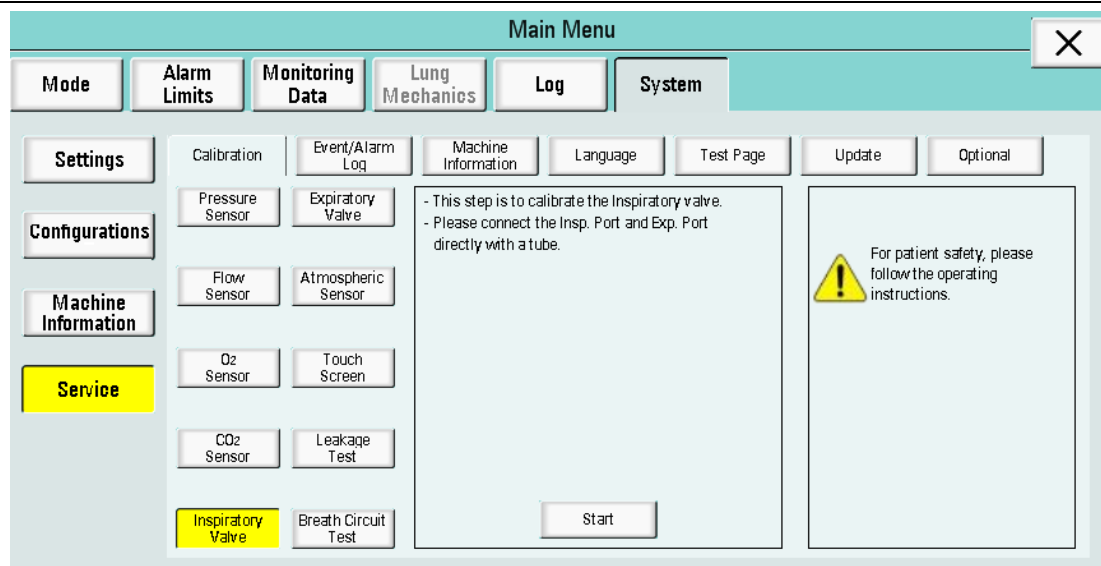 Main Menu
Mode
Alarm
Limits
Monitoring
Data
Lung
Mechanics
Log
System
Settings
Configurations
Machine
Information
Service
Calibration
Event/Alarm
Log
Machine
Information
Language
Test Page
Update
Optional
Pressure
Sensor
Expiratory
Valve
Flow
Sensor
Atmospheric
Sensor
O2
Sensor
Touch
Screen
CO2
Sensor
Leakage
Test
Inspiratory
Valve
Breath Circuit
Test
- This step is to calibrate the Inspiratory valve.
- Please connect the Insp. Port and Exp. Port
directly with a tube.
Start
For patient safety, please
follow the operating
instructions.